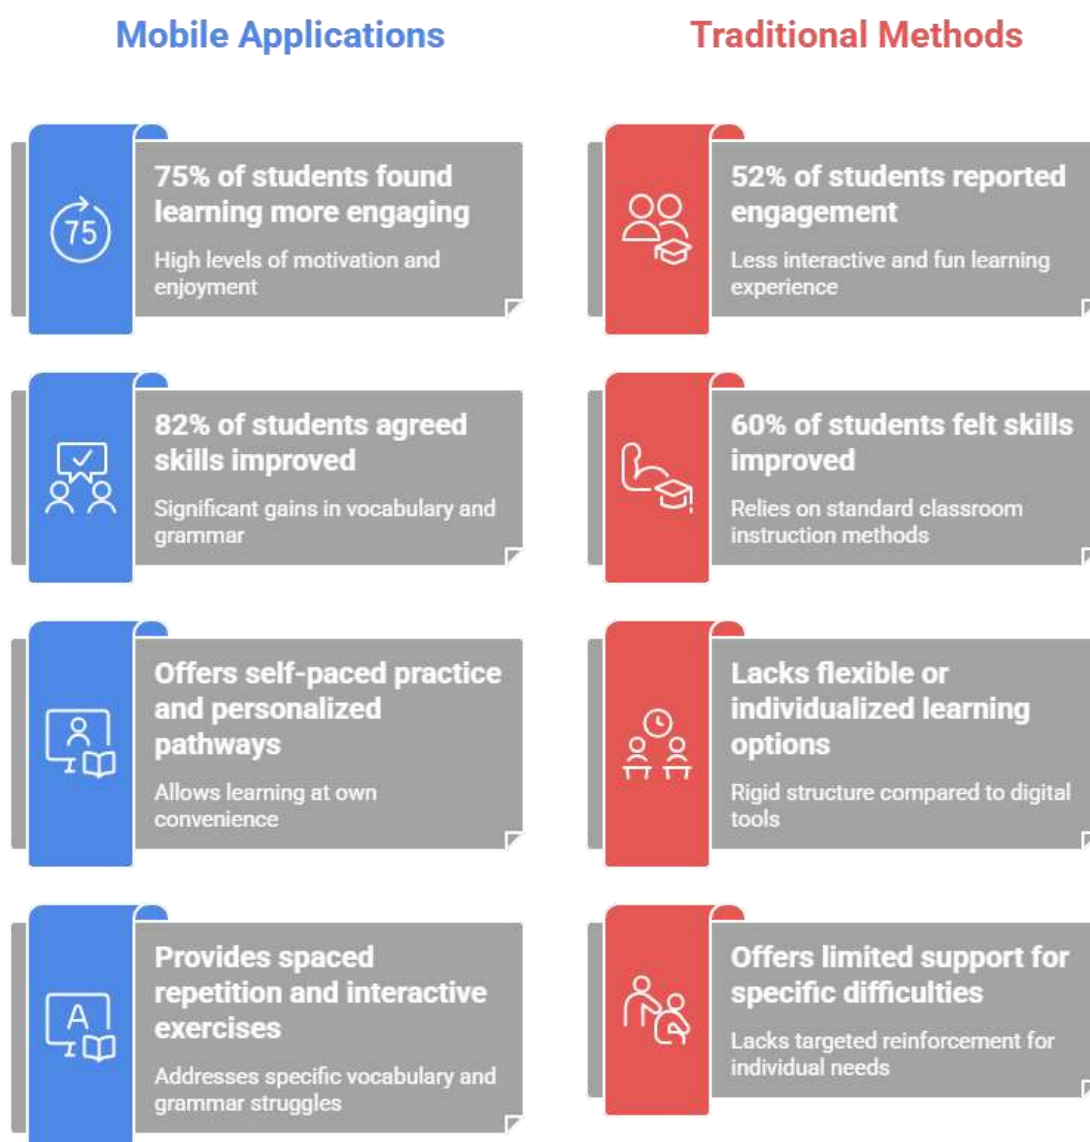 Mobile Applications
Traditional Methods
75% of students found
learning more engaging
High levels of motivation and
enjoyment
75
52% of students reported
engagement
Less interactive and fun learning
experience
82% of students agreed
skills improved
Significant gains in vocabulary and
grammar
60% of students felt skills
improved
Relies on standard classroom
instruction methods
Offers self-paced practice
and personalized
pathways
Allows learning at own
convenience
Lacks flexible or
individualized learning
options
Rigid structure compared to digital
tools
Provides spaced
repetition and interactive
exercises
Addresses specific vocabulary and
grammar struggles
A
Offers limited support for
specific difficulties
Lacks targeted reinforcement for
individual needs